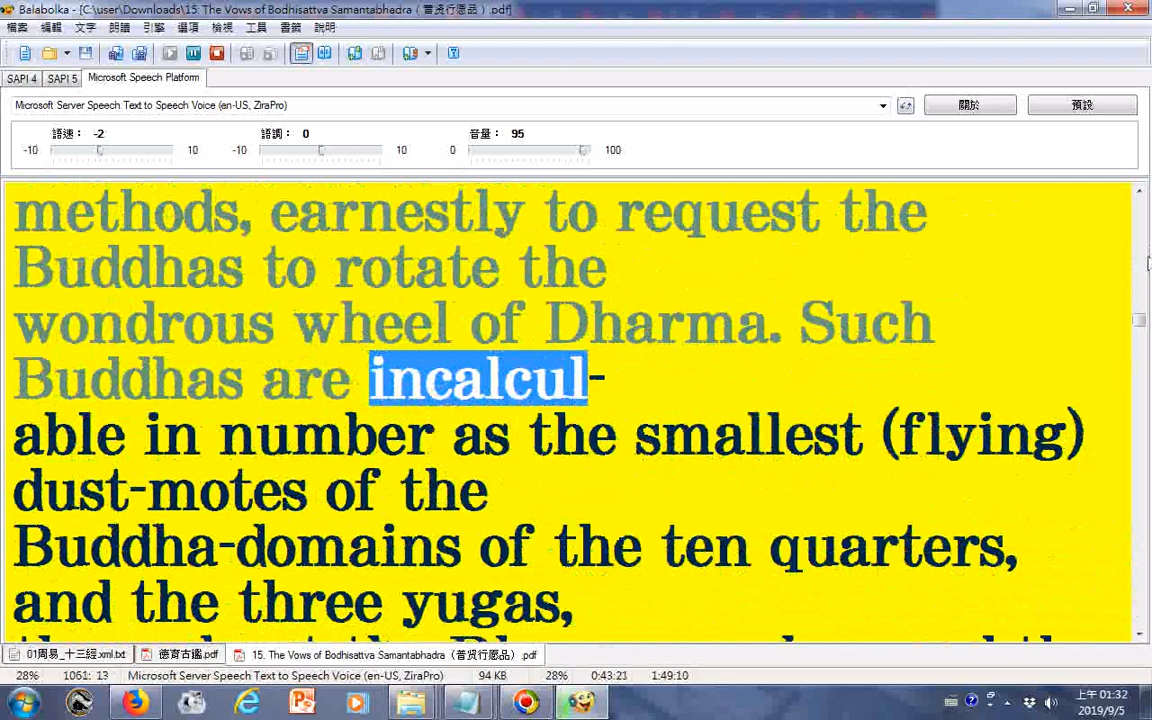 Balabolka - [C:\user\Downloads\15. The Vows of Bodhisattva Samantabhadra (普贤行愿品).pdf]
檔案 編輯 文字 朗讀 引擎 選項 檢視 工具 書籤 說明
SAPI 4 SAPI 5 Microsoft Speech Platform
Microsoft Server Speech Text to Speech Voice (en-US, ZiraPro) 關於 預設
語速： -2 語調： 0 音量： 95
-10 10 -10 10 0 100
methods, earnestly to request the
Buddhas to rotate the
wondrous wheel of Dharma. Such
Buddhas are incalcul-
able in number as the smallest (flying)
dust-motes of the
Buddha-domains of the ten quarters,
and the three yugas,
01周易_十三經.xml.txt 德育古鑑.pdf 15. The Vows of Bodhisattva Samantabhadra（普贤行愿品）.pdf
28% 1061: 13 Microsoft Server Speech Text to Speech Voice (en-US, ZiraPro) 94 KB 28% 0:43:21 1:49:10
上午 01:32
2019/9/5